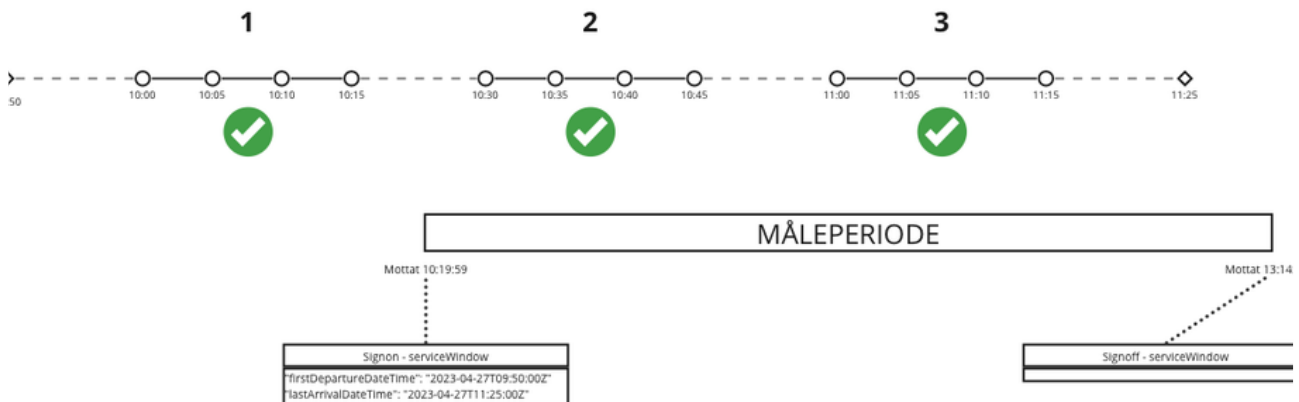 1 2 3
:50 10:00 10:05 10:10 10:15 10:30 10:35 10:40 10:45 11:00 11:05 11:10 11:15 11:25
MÅLEPERIODE
Mottat 10:19:59 Mottat 13:14
Signon - serviceWindow Signoff - serviceWindow
"firstDepartureDateTime": "2023-04-27T09:50:00Z"
"lastArrivalDateTime": "2023-04-27T11:25:00Z"